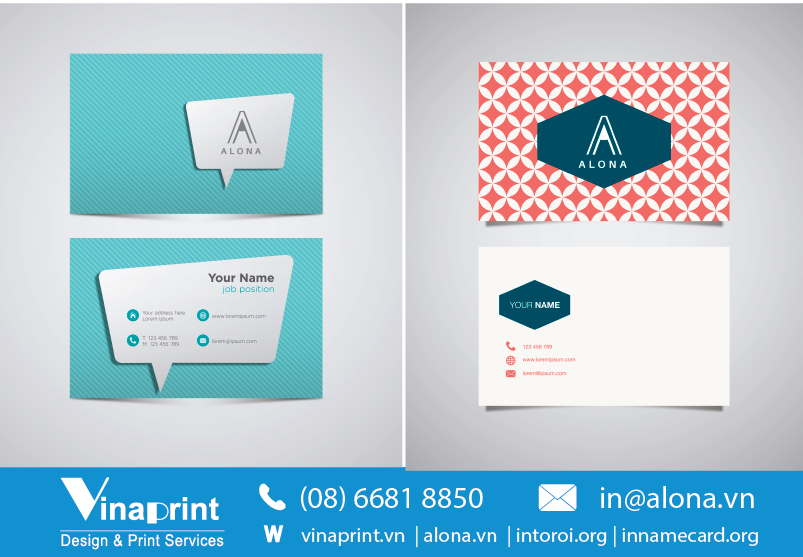 ALONA
Your Name
job position
Your address here
Lorem Ipsum
www.loremipsum.com
T. 123 456 789
M. 123 456 789
lorem@ipsum.com
ALONA
YOUR NAME
123 456 789
www.loremipsum.com
lorem@ipsum.com
Vinaprint
Design & Print Services
(08) 6681 8850
in@alona.vn
W vinaprint.vn | alona.vn | intoroi.org | innamecard.org